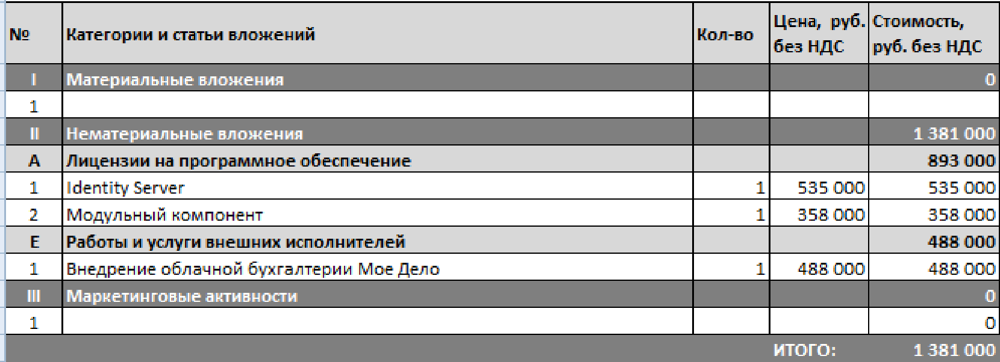 № Категории и статьи вложений Кол-во Цена, руб. без НДС Стоимость, руб. без НДС
I Материальные вложения 0
1
II Нематериальные вложения 1 381 000
A Лицензии на программное обеспечение 893 000
1 Identity Server 1 535 000 535 000
2 Модульный компонент 1 358 000 358 000
E Работы и услуги внешних исполнителей 488 000
1 Внедрение облачной бухгалтерии Мое Дело 1 488 000 488 000
III Маркетинговые активности 0
1 0
ИТОГО: 1 381 000